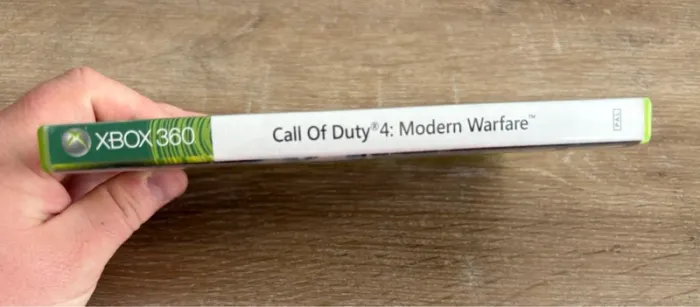 XBOX 360
Call Of Duty®4: Modern Warfare™
PAL